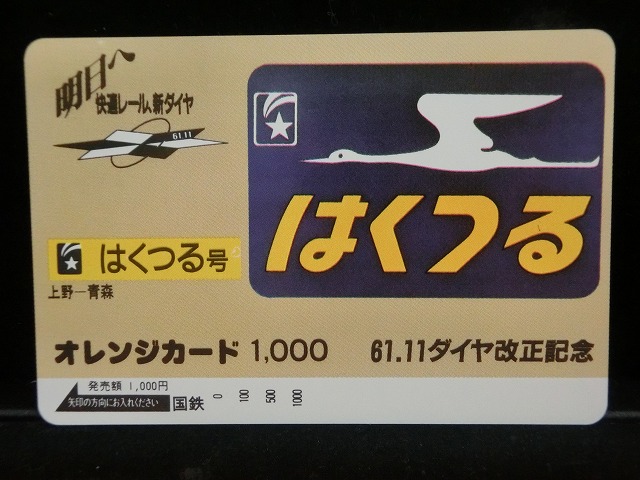 明日へ
快適レール、新ダイヤ
61.11
はくつる
はくつる号
上野―青森
オレンジカード 1,000
61.11ダイヤ改正記念
発売額 1,000円
矢印の方向にお入れください
国鉄
0 100 500 1000